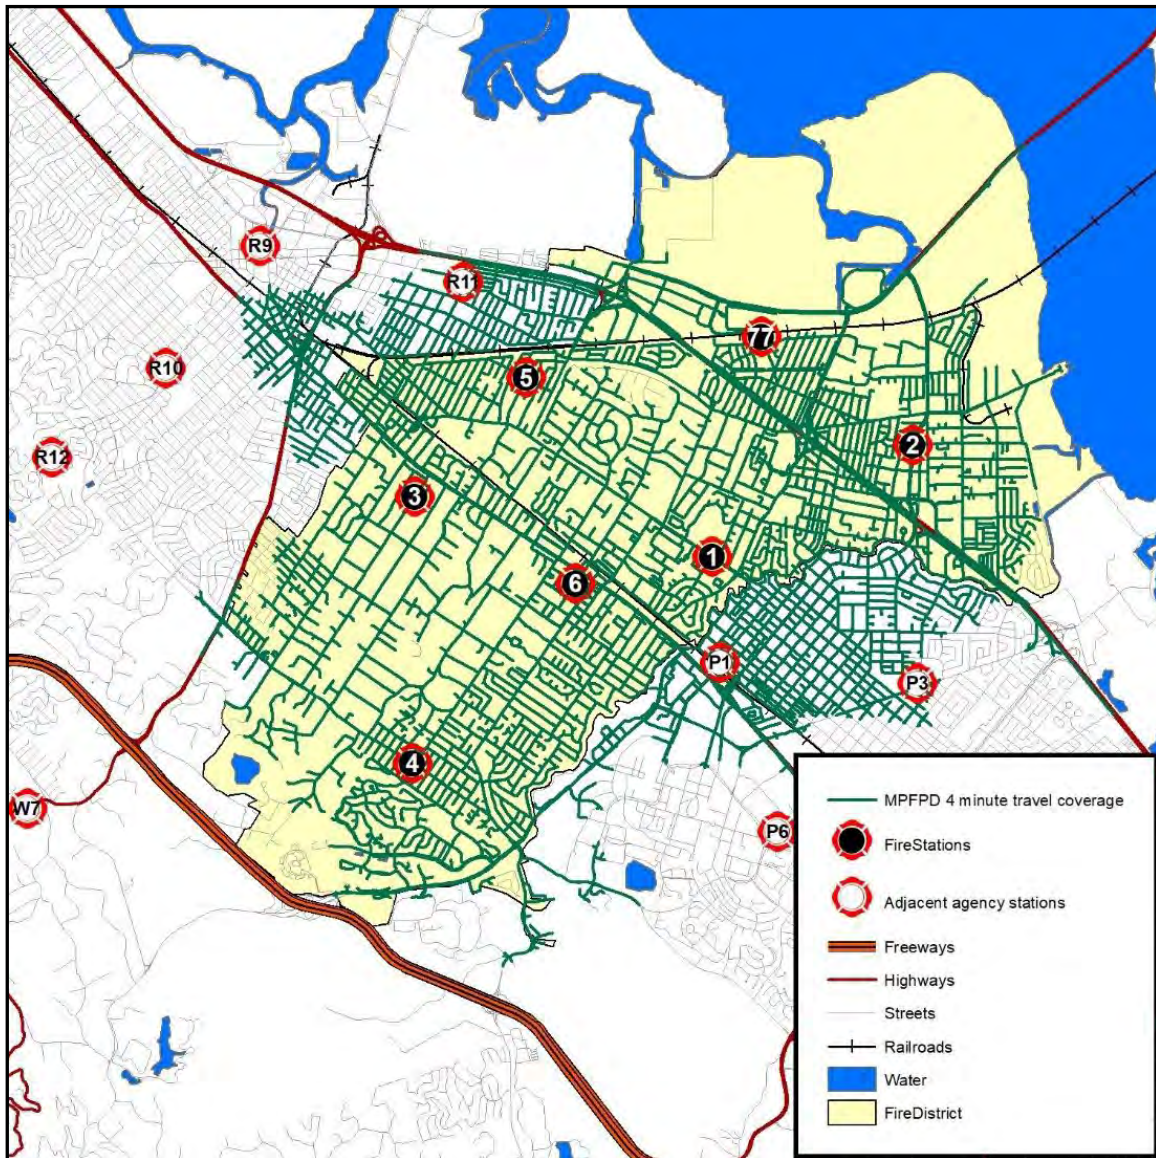 R9
R11
77
R10
5
2
R12
3
1
6
P1
P3
4
W7
P6
MPFPD 4 minute travel coverage
FireStations
Adjacent agency stations
Freeways
Highways
Streets
Railroads
Water
FireDistrict